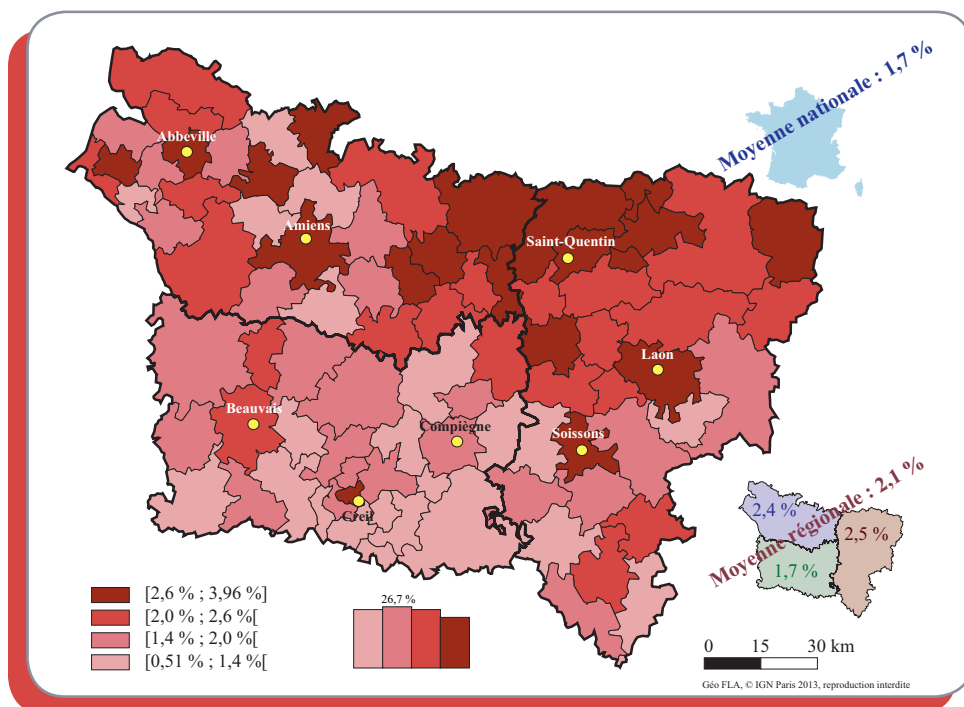 Moyenne nationale : 1,7 %
Abbeville
Amiens
Saint-Quentin
Laon
Beauvais
Compiègne
Soissons
Creil
Moyenne régionale : 2,1 %
2,4 %
2,5 %
1,7 %
[2,6 % ; 3,96 %]
[2,0 % ; 2,6 %[
[1,4 % ; 2,0 %[
[0,51 % ; 1,4 %[
26,7 %
0 15 30 km
Géo FLA, © IGN Paris 2013, reproduction interdite